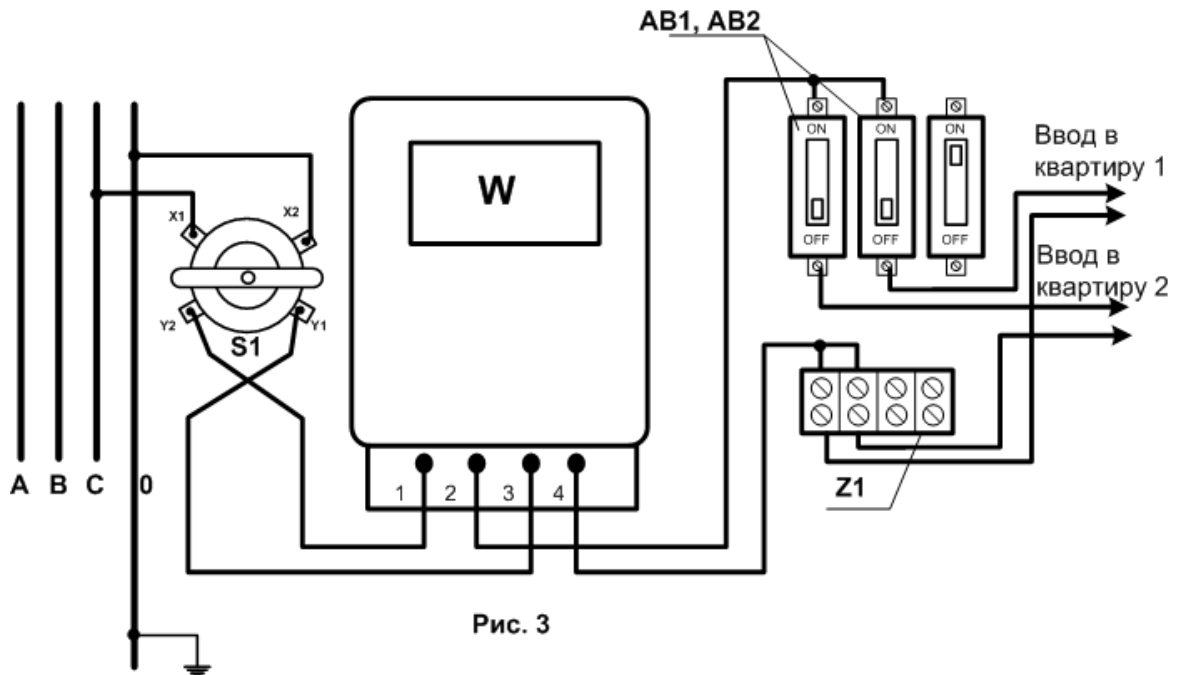 AB1, AB2
ON
ON
ON
OFF
OFF
OFF
Ввод в
квартиру 1
Ввод в
квартиру 2
W
X1
X2
Y2
Y1
S1
A B C 0
1 2 3 4
Z1
Рис. 3